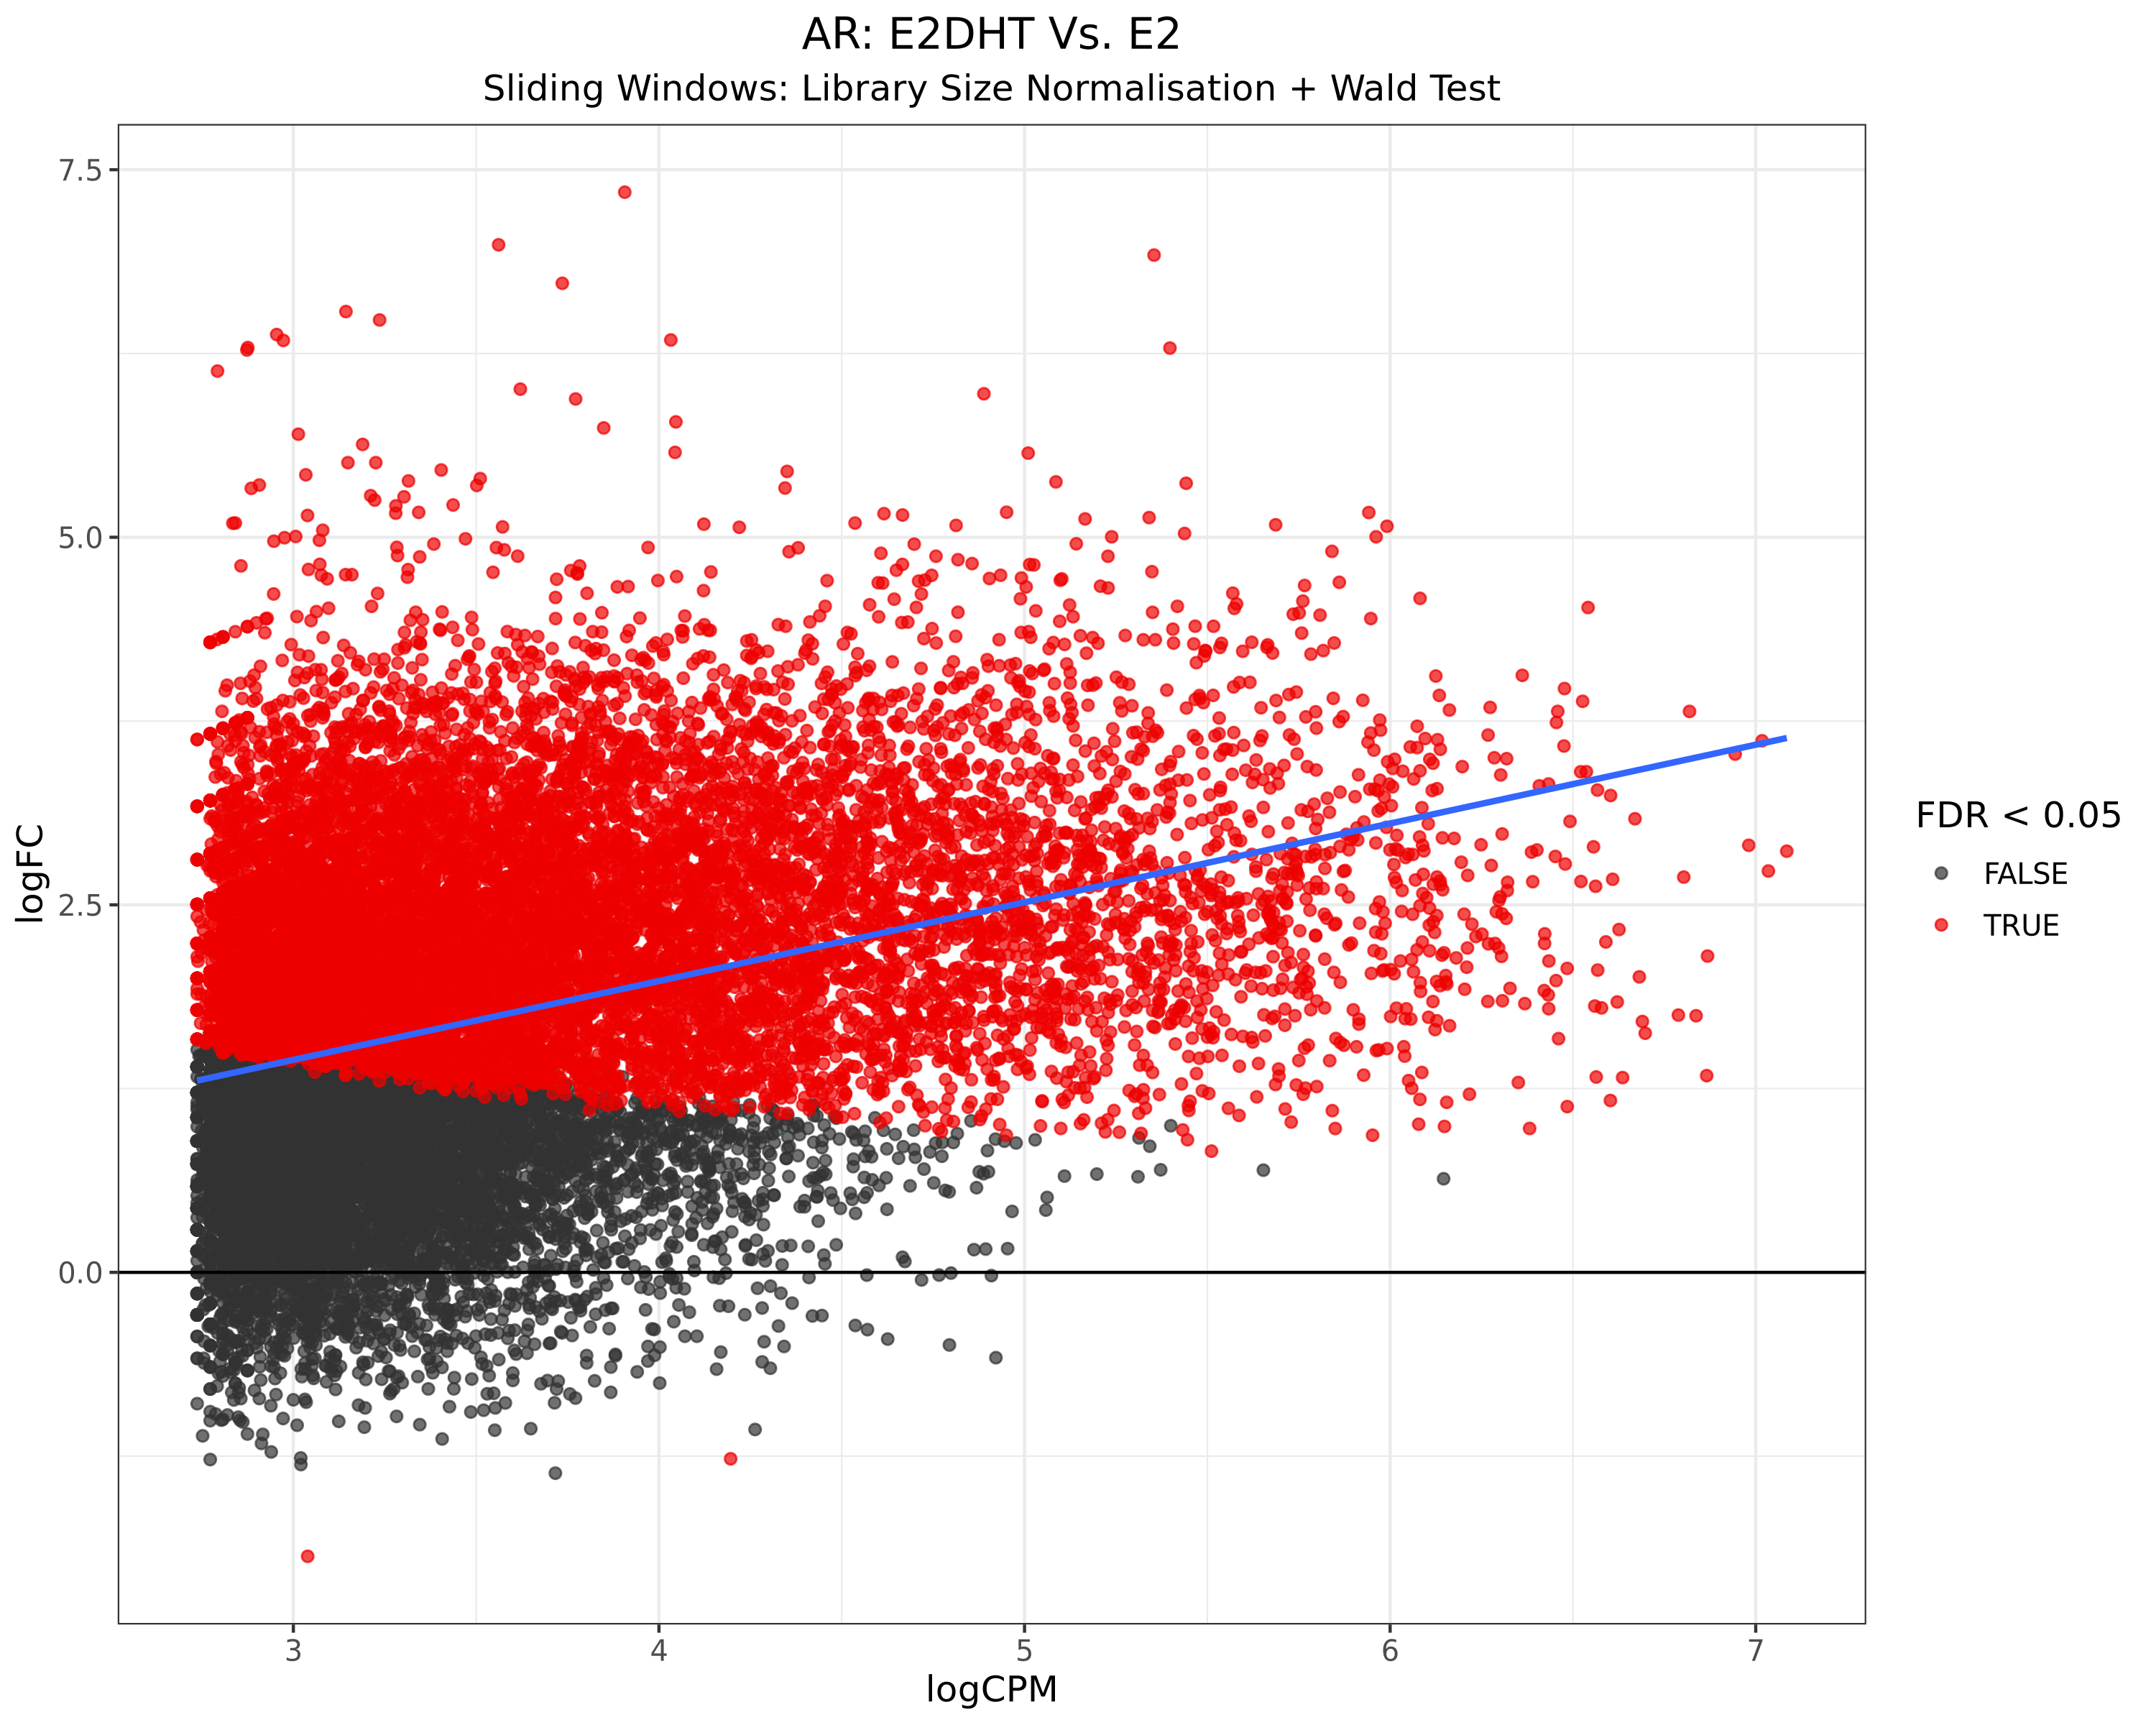 AR: E2DHT Vs. E2
Sliding Windows: Library Size Normalisation + Wald Test
7.5
5.0
2.5
0.0
logFC
3 4 5 6 7
logCPM
FDR < 0.05
FALSE
TRUE